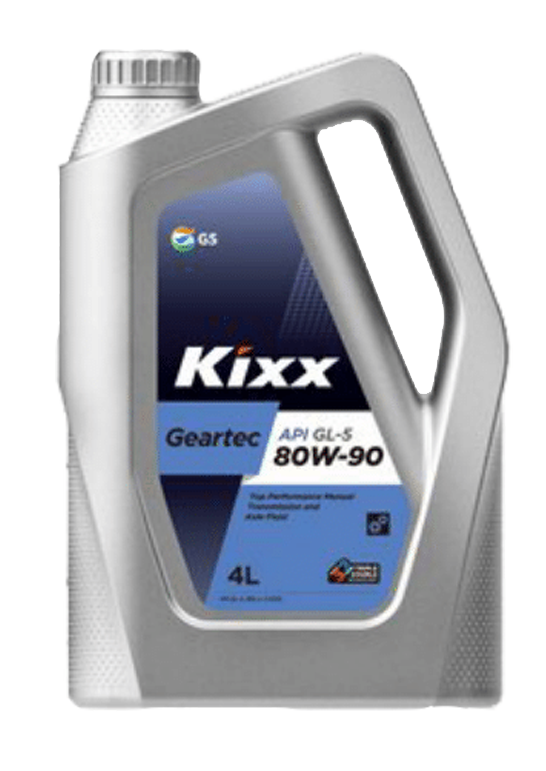 GS
Kixx
Geartec
API GL-5
80W-90
Top Performance Manual
Transmission and
Axle Fluid
4L